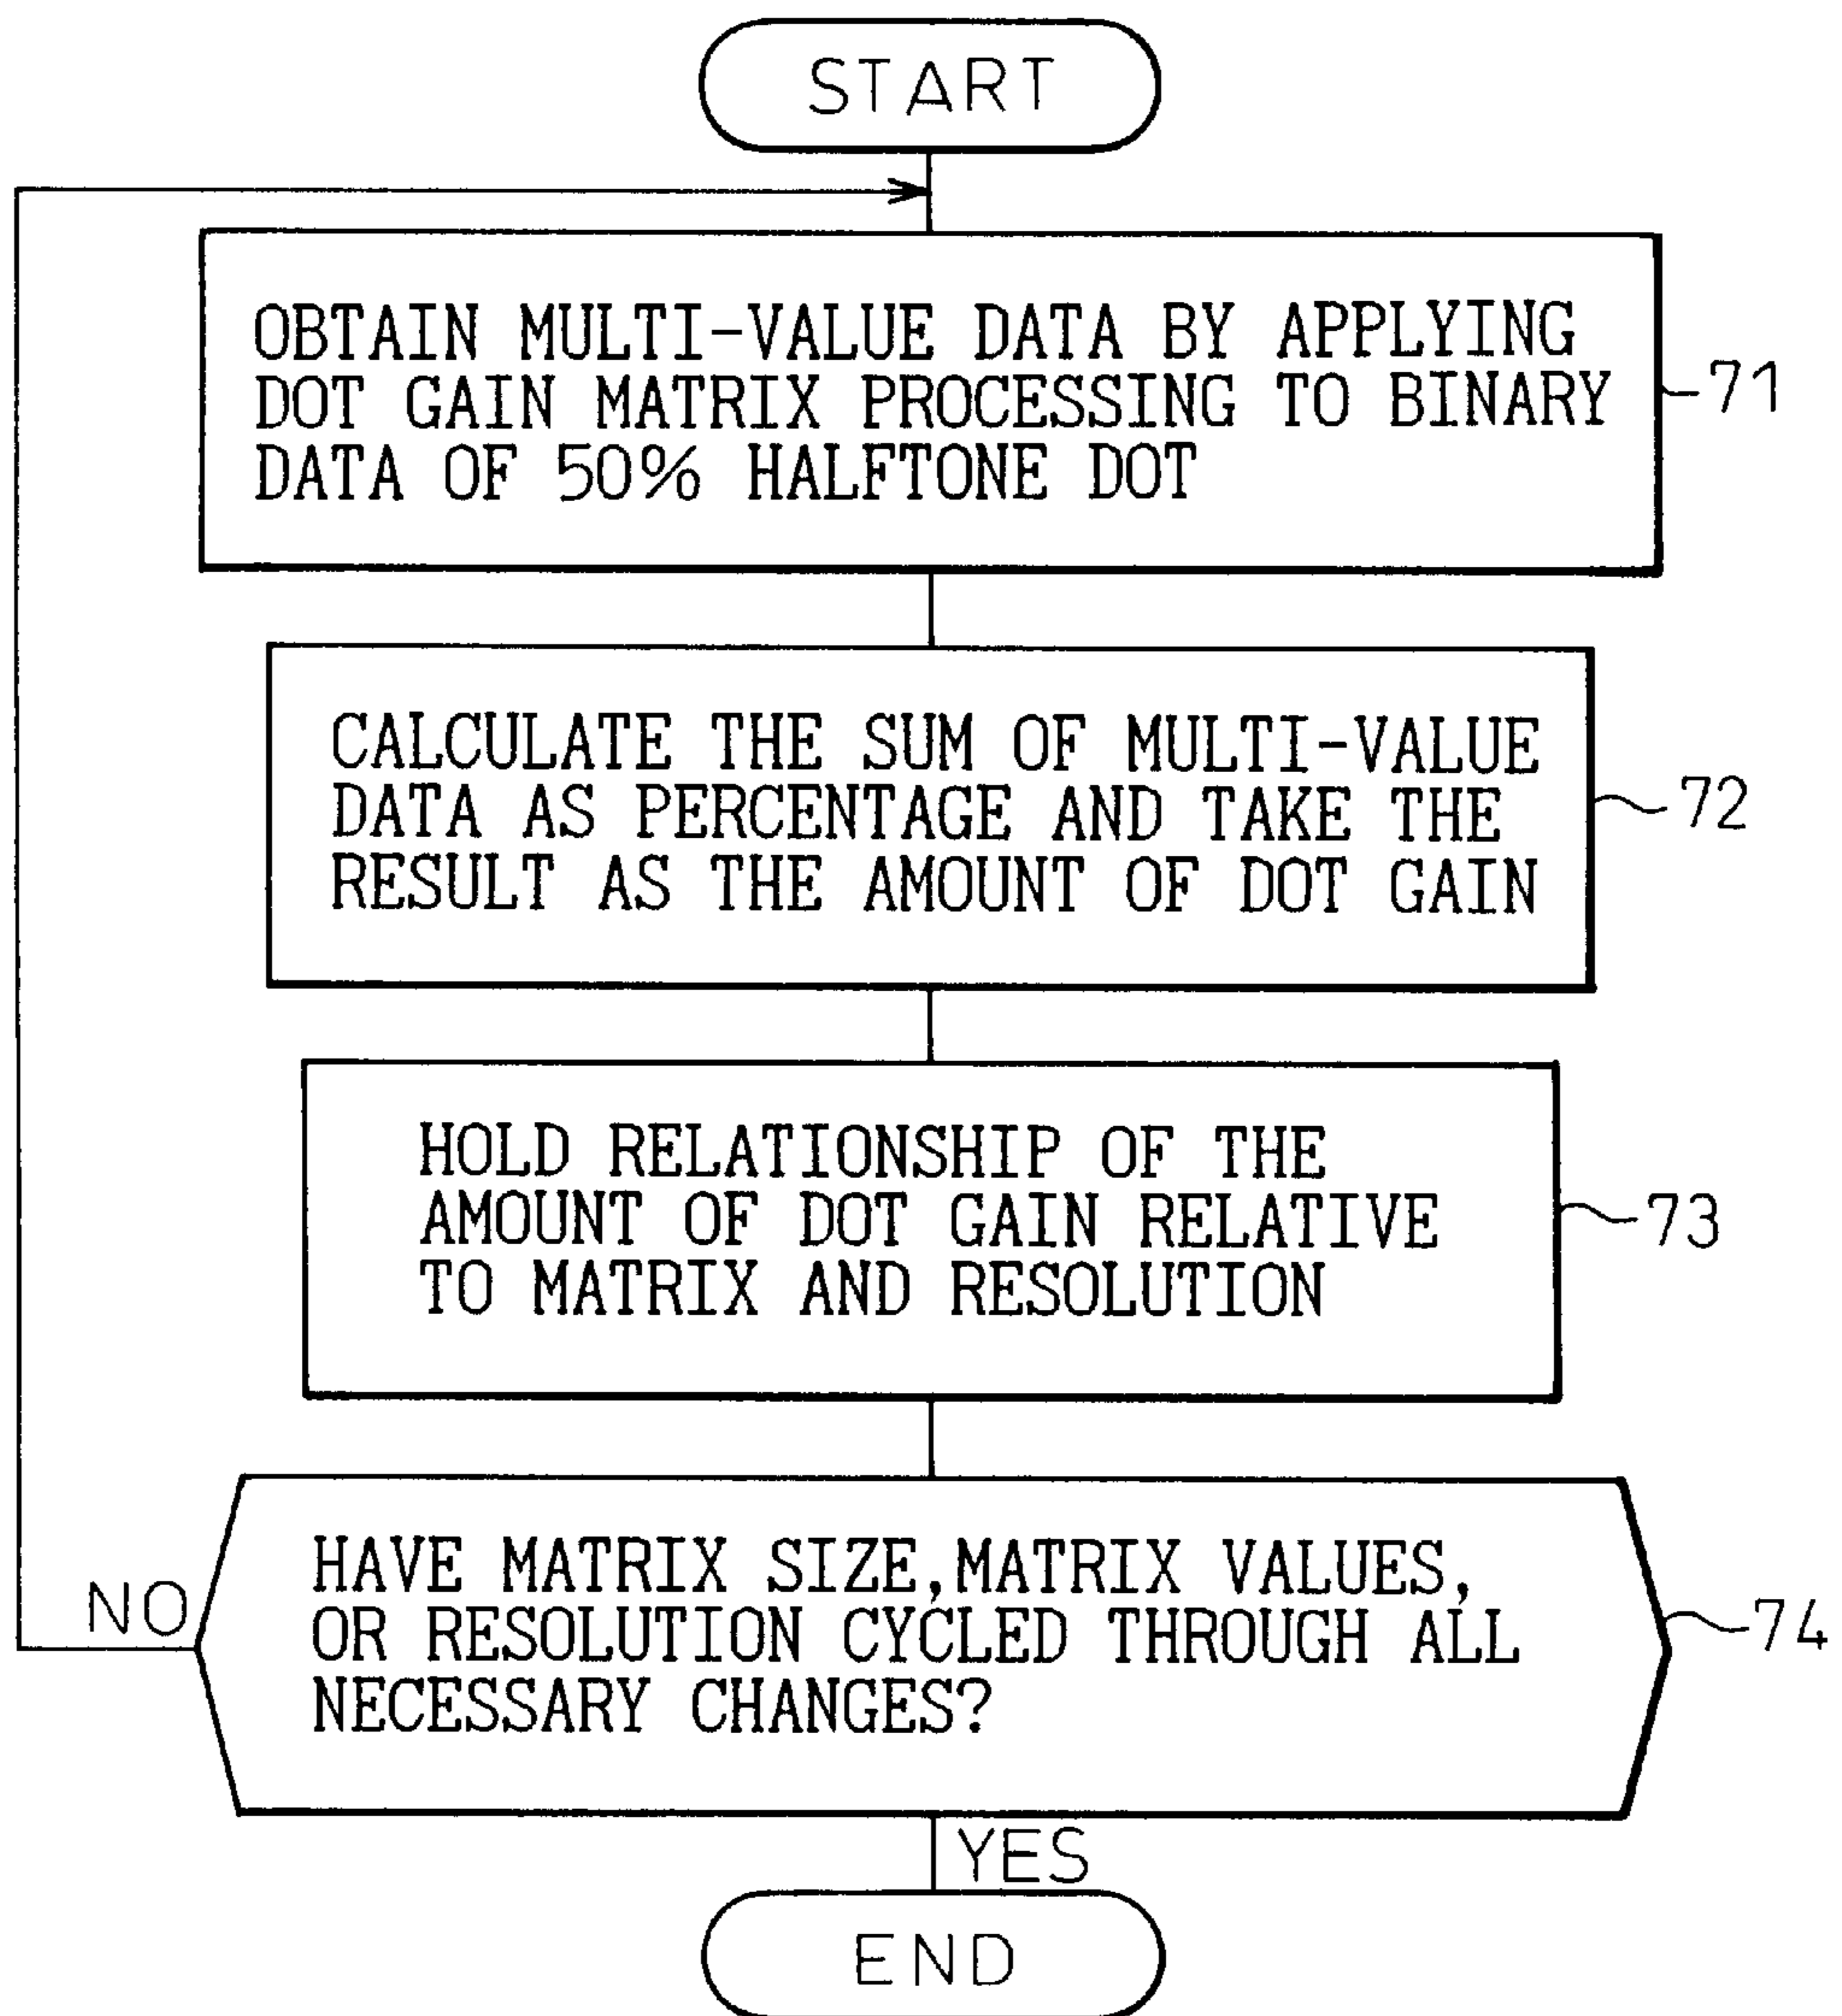 START
OBTAIN MULTI-VALUE DATA BY APPLYING
DOT GAIN MATRIX PROCESSING TO BINARY
DATA OF 50% HALFTONE DOT
71
CALCULATE THE SUM OF MULTI-VALUE
DATA AS PERCENTAGE AND TAKE THE
RESULT AS THE AMOUNT OF DOT GAIN
72
HOLD RELATIONSHIP OF THE
AMOUNT OF DOT GAIN RELATIVE
TO MATRIX AND RESOLUTION
73
HAVE MATRIX SIZE, MATRIX VALUES,
OR RESOLUTION CYCLED THROUGH ALL
NECESSARY CHANGES?
74
NO
YES
END